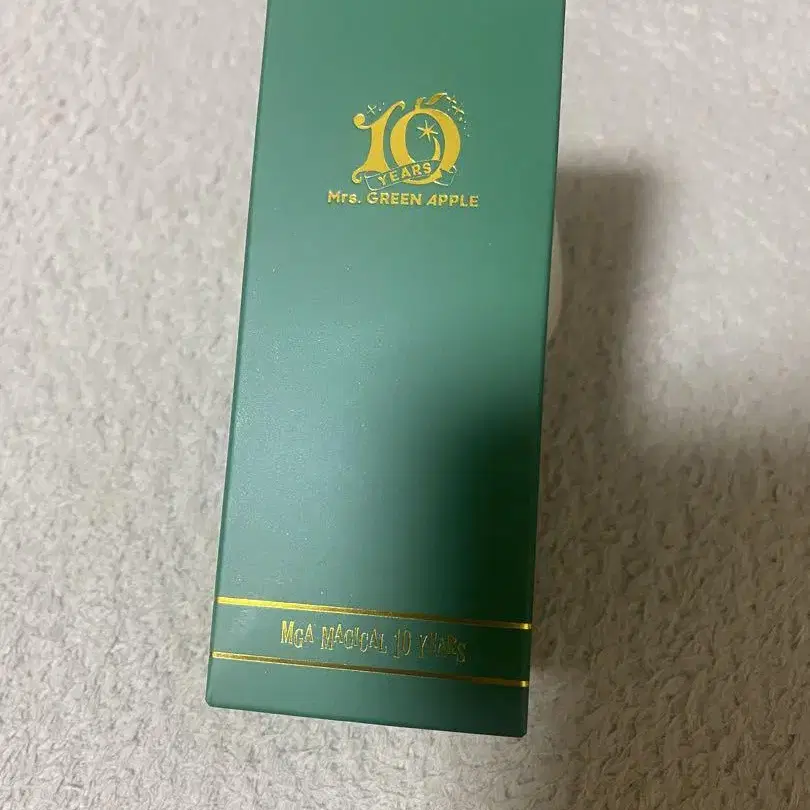 10
YEARS
Mrs. GREEN APPLE
MGA MAGICAL 10 YEARS